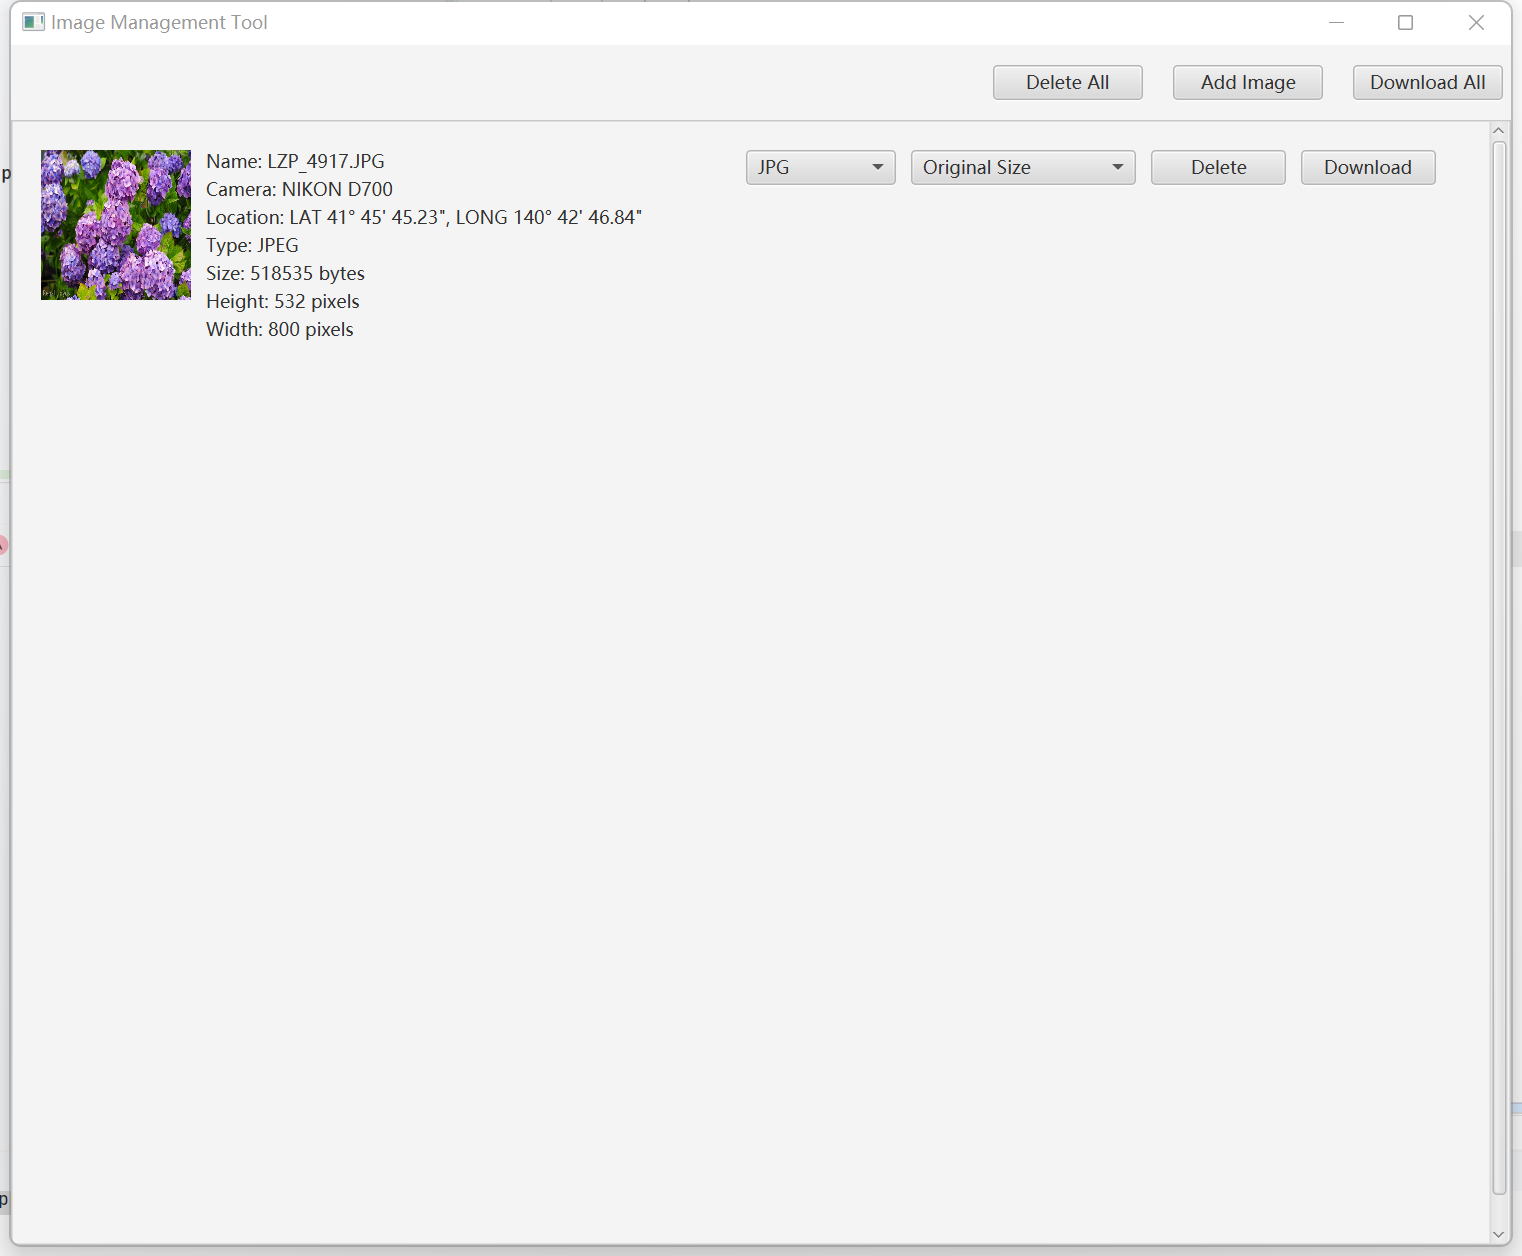 Image Management Tool
Delete All
Add Image
Download All
Name: LZP_4917.JPG
Camera: NIKON D700
Location: LAT 41° 45' 45.23", LONG 140° 42' 46.84"
Type: JPEG
Size: 518535 bytes
Height: 532 pixels
Width: 800 pixels
JPG
Original Size
Delete
Download
p
p